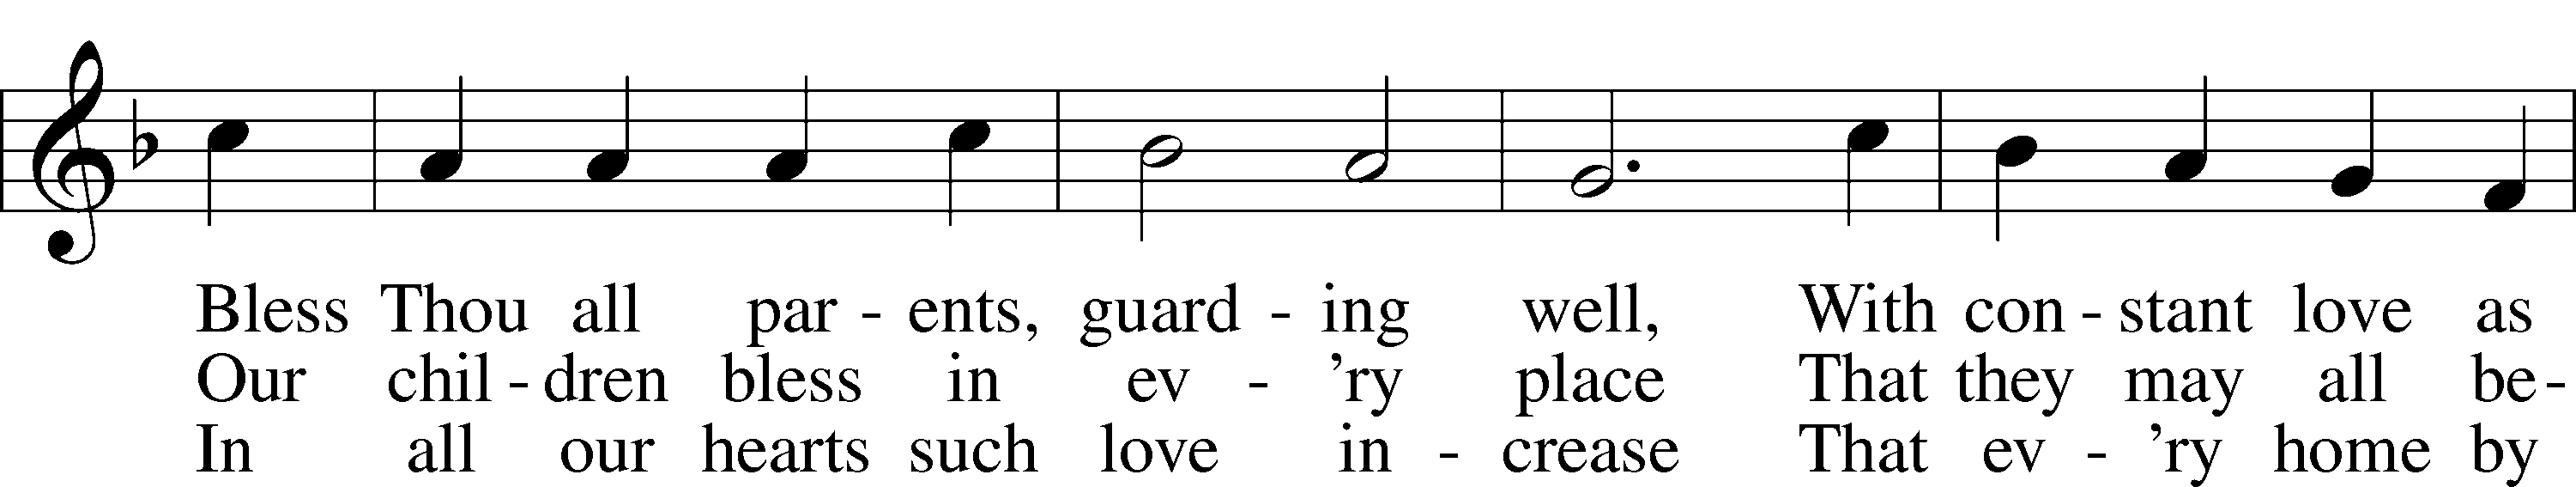 Bless Thou all par - ents, guard - ing well, With con - stant love as
Our chil - dren bless in ev - ’ry place That they may all be -
In all our hearts such love in - crease That ev - ’ry home by